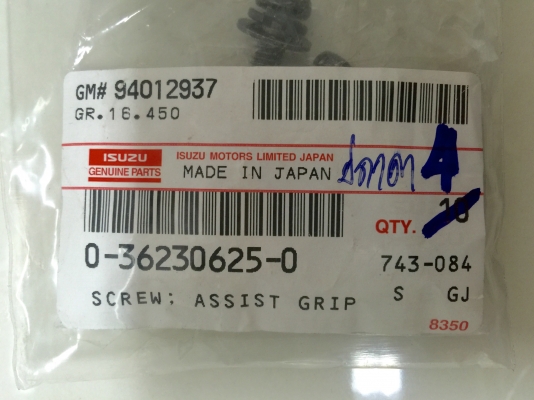 GM# 94012937
GR.16.450
ISUZU
GENUINE PARTS
ISUZU MOTORS LIMITED JAPAN
MADE IN JAPAN
4
QTY.
0-36230625-0
743-084
SCREW; ASSIST GRIP
S GJ
8350